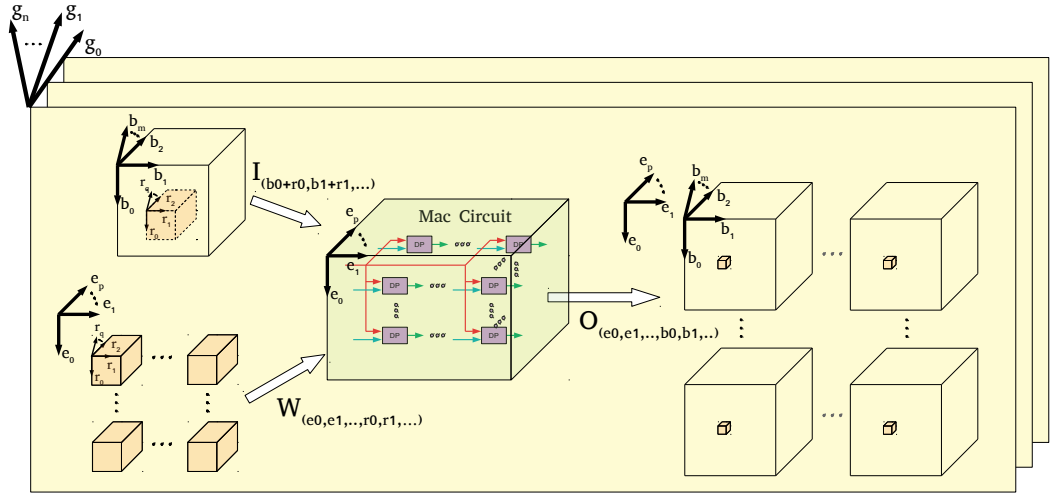 gn
g1
...
g0
bm
b2
b1
b0
rq
r2
r1
r0
I(b0+r0,b1+r1,...)
ep
e1
e0
Mac Circuit
DP
DP
DP
DP
DP
DP
ep
e1
e0
rq
r2
r1
r0
W(e0,e1,..,r0,r1,...)
O(e0,e1,..,b0,b1,..)
ep
e1
e0
bm
b2
b1
b0